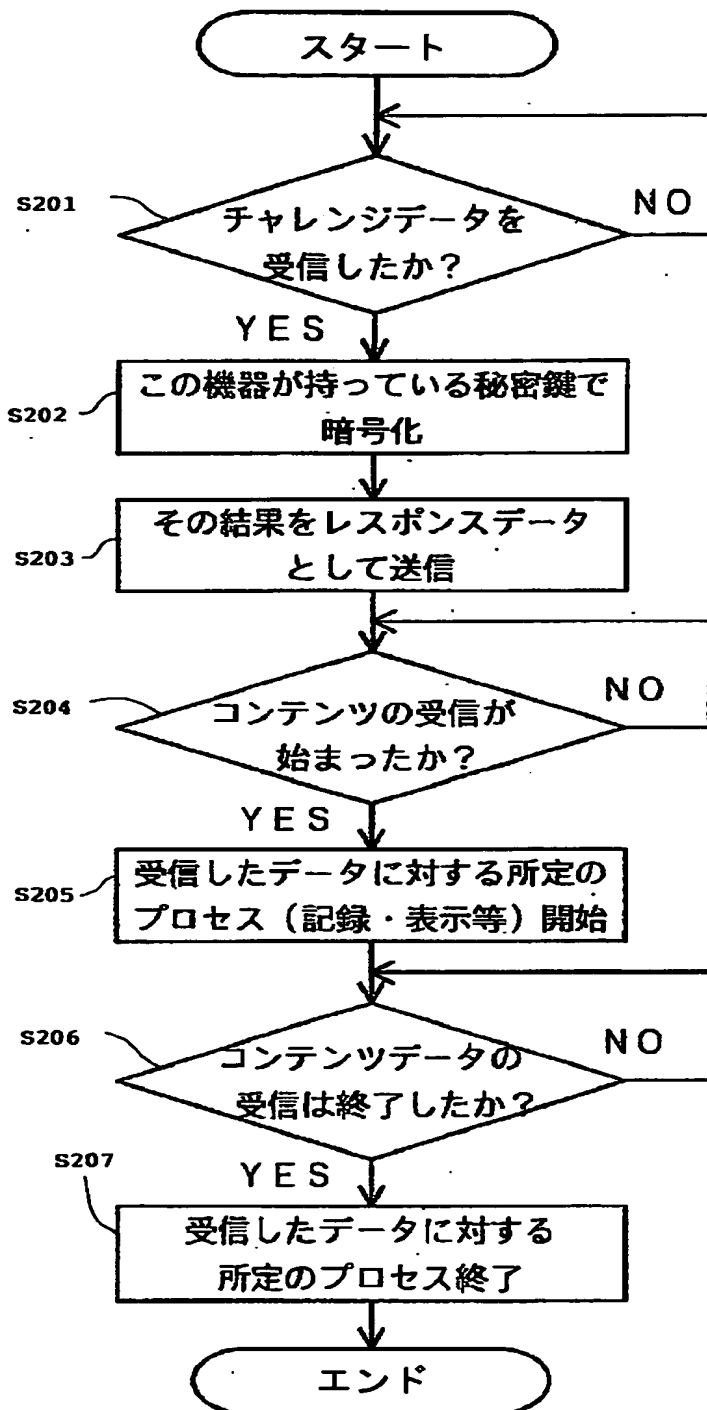 スタート
S201
チャレンジデータを
受信したか？
NO
YES
S202
この機器が持っている秘密鍵で
暗号化
S203
その結果をレスポンスデータ
として送信
S204
コンテンツの受信が
始まったか？
NO
YES
S205
受信したデータに対する所定の
プロセス（記録・表示等）開始
S206
コンテンツデータの
受信は終了したか？
NO
YES
S207
受信したデータに対する
所定のプロセス終了
エンド